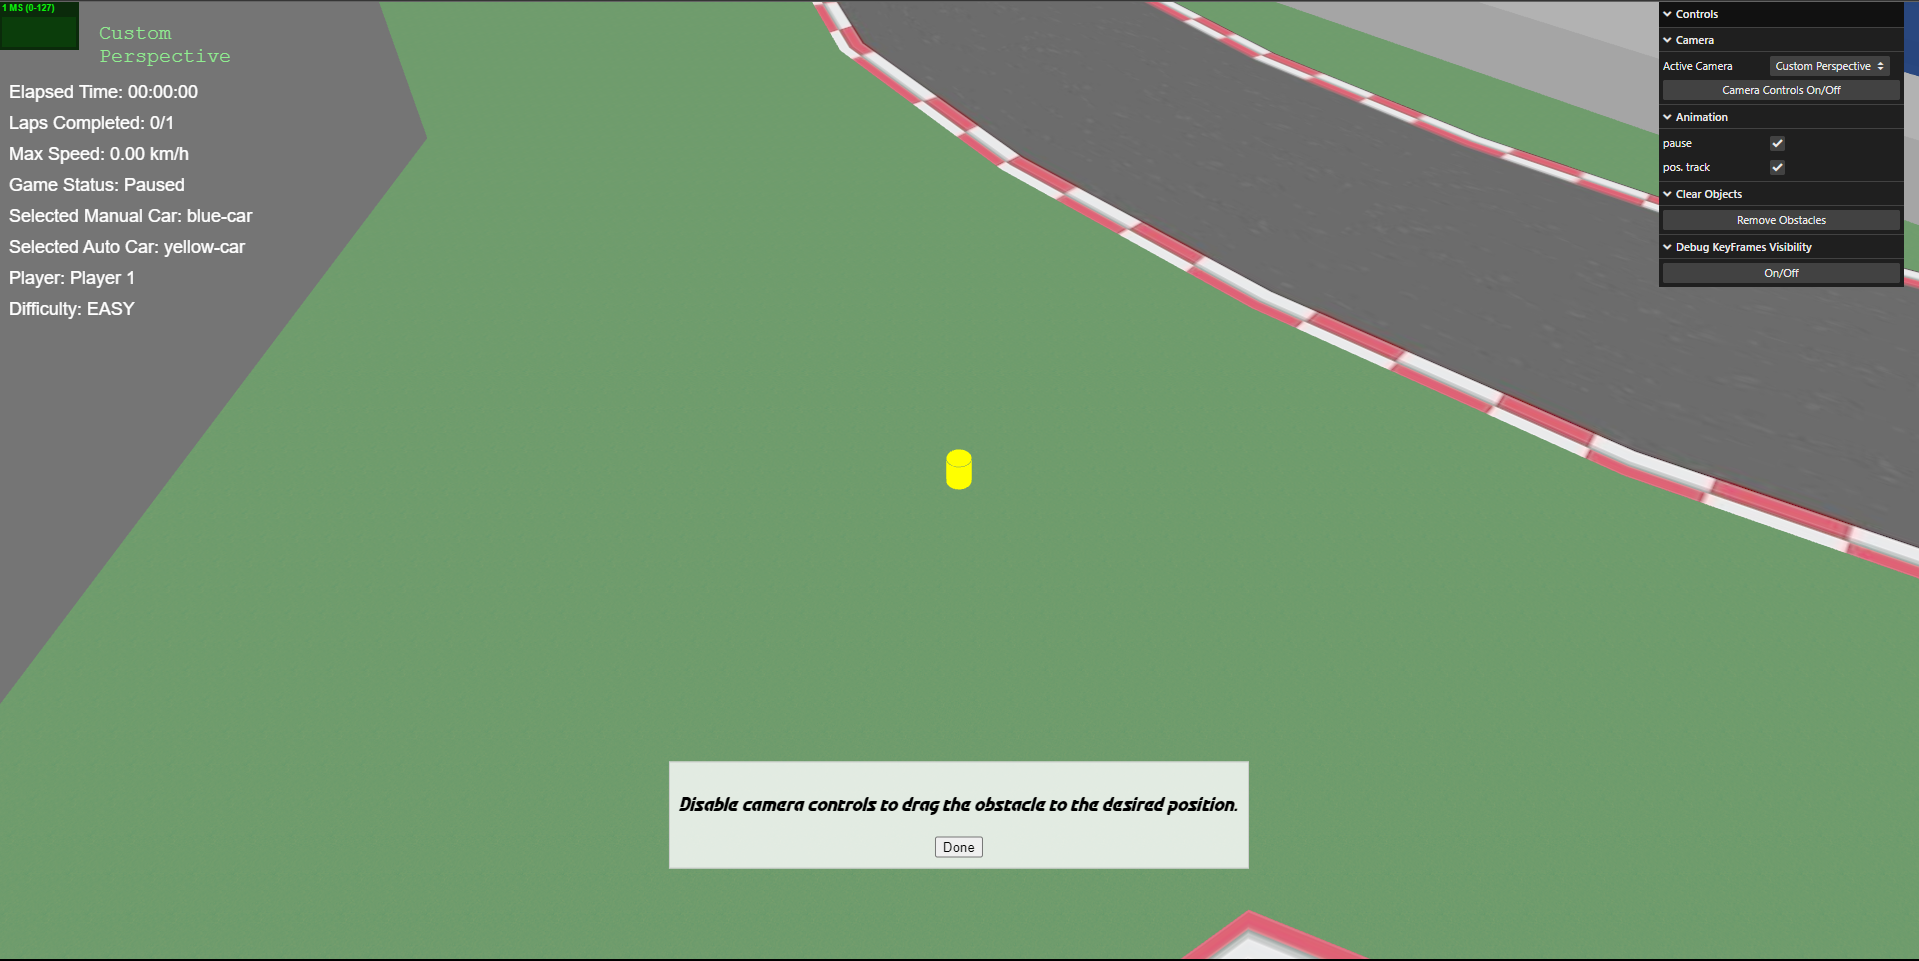 1 MS (0-127)
Custom
Perspective
Elapsed Time: 00:00:00
Laps Completed: 0/1
Max Speed: 0.00 km/h
Game Status: Paused
Selected Manual Car: blue-car
Selected Auto Car: yellow-car
Player: Player 1
Difficulty: EASY
Controls
Camera
Active Camera Custom Perspective
Camera Controls On/Off
Animation
pause
pos. track
Clear Objects
Remove Obstacles
Debug KeyFrames Visibility
On/Off
Disable camera controls to drag the obstacle to the desired position.
Done